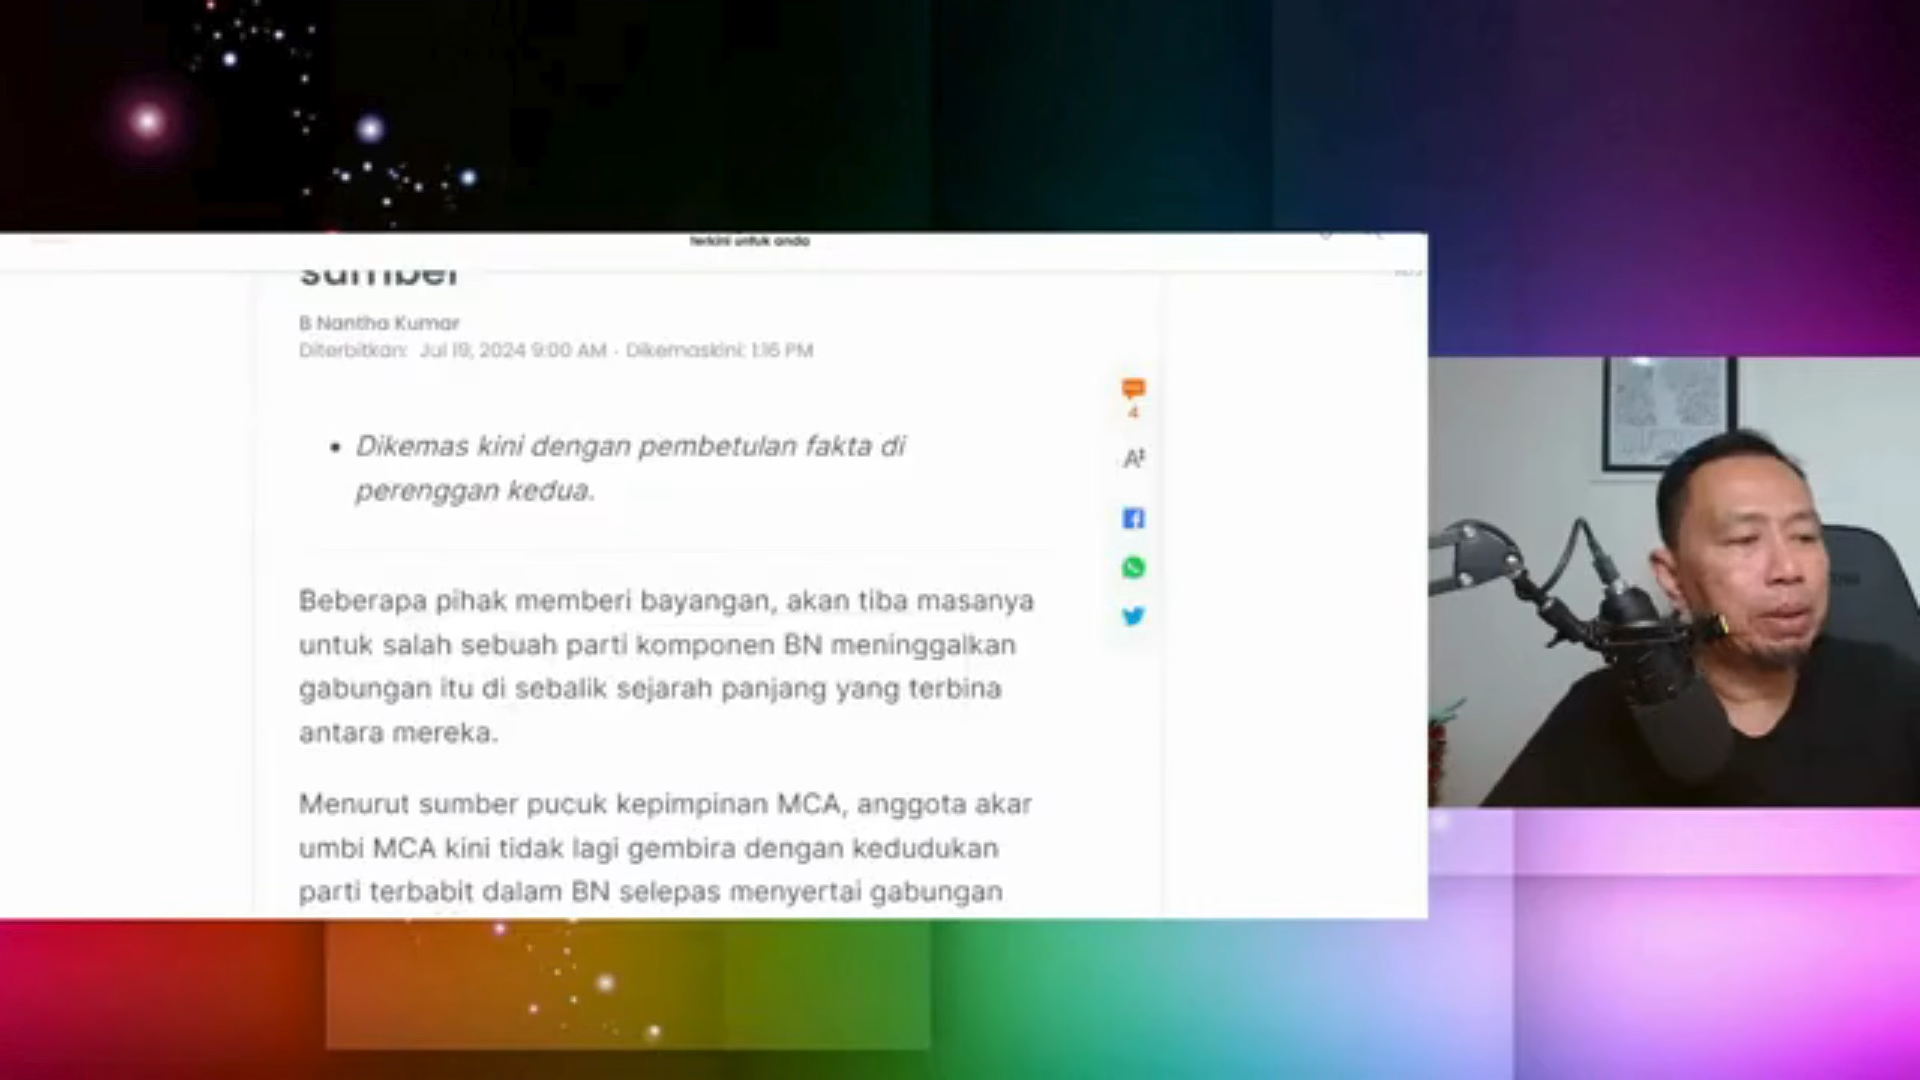 terkini untuk anda
sumber
B Nantha Kumar
Diterbitkan: Jul 19, 2024 9:00 AM · Dikemaskini: 1:16 PM
4
• Dikemas kini dengan pembetulan fakta di
perenggan kedua.
Beberapa pihak memberi bayangan, akan tiba masanya
untuk salah sebuah parti komponen BN meninggalkan
gabungan itu di sebalik sejarah panjang yang terbina
antara mereka.
Menurut sumber pucuk kepimpinan MCA, anggota akar
umbi MCA kini tidak lagi gembira dengan kedudukan
parti terbabit dalam BN selepas menyertai gabungan